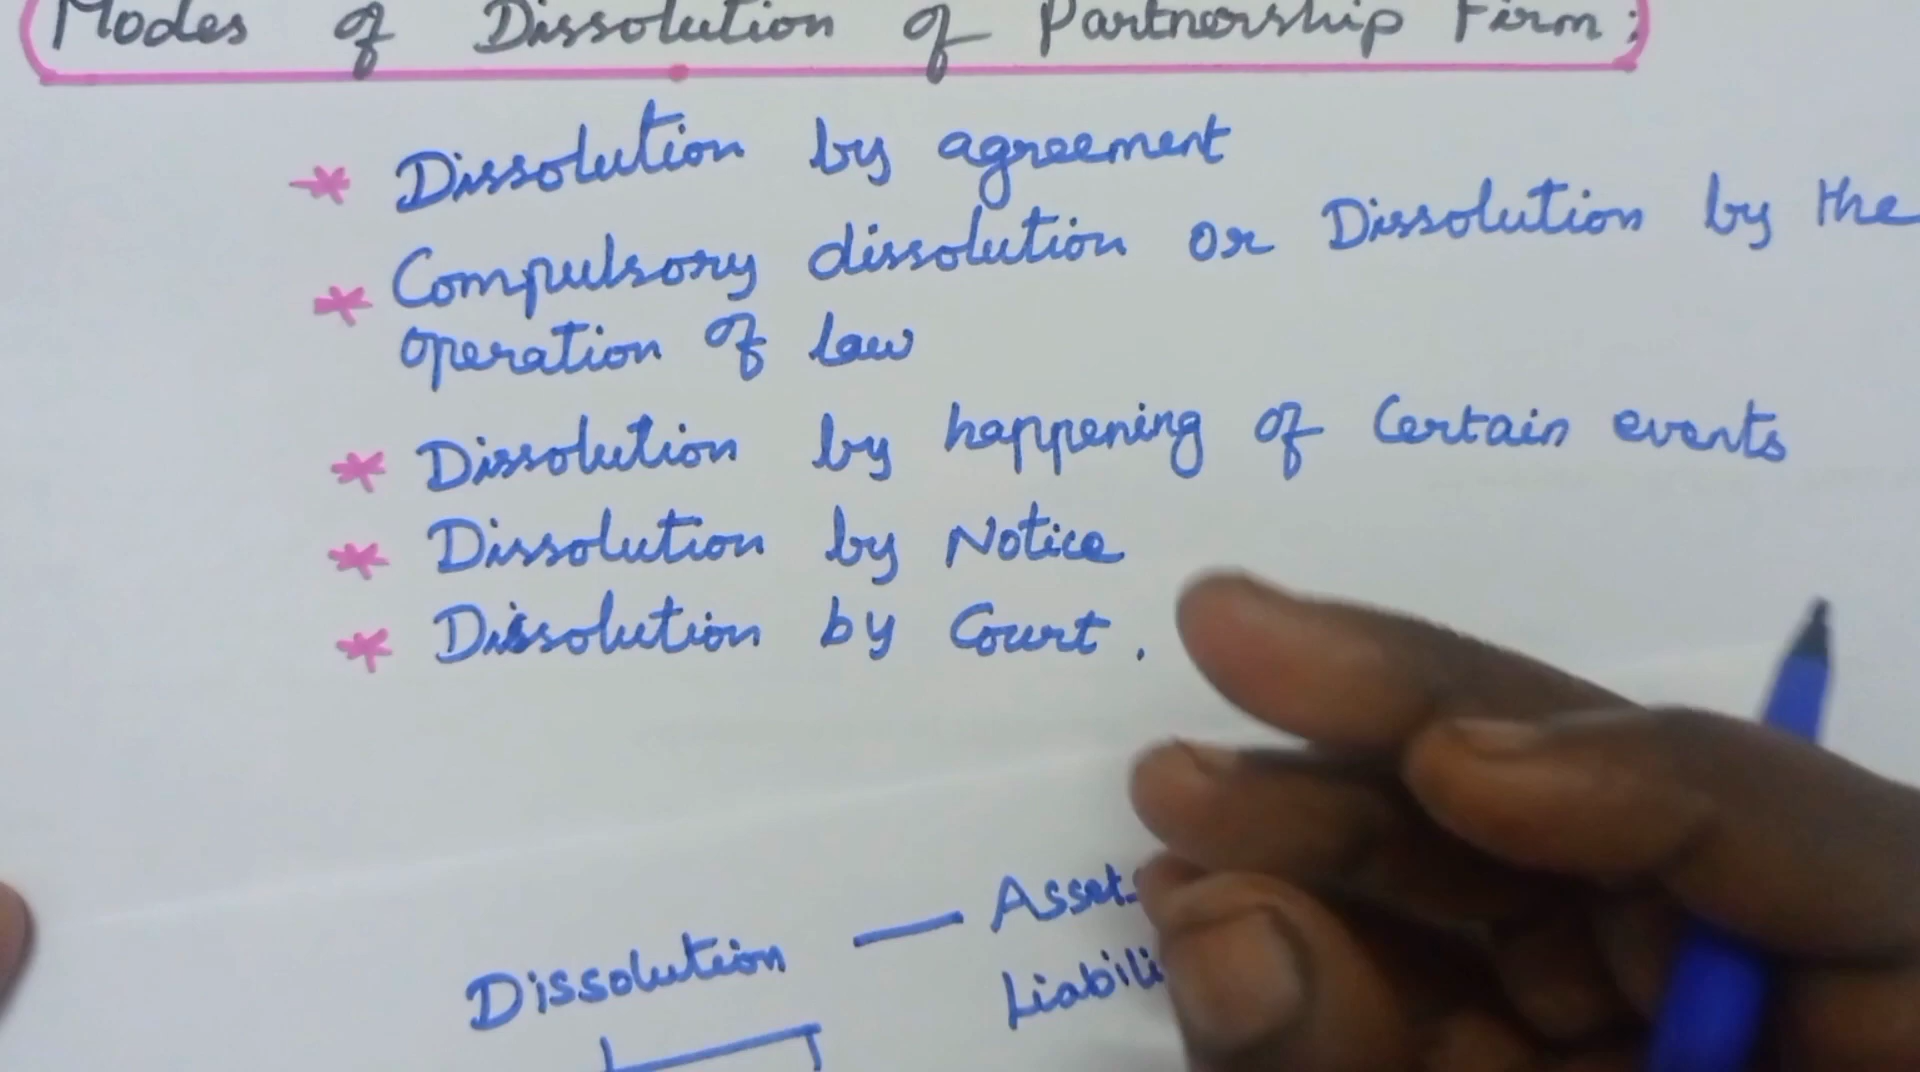 Modes of Dissolution of Partnership Firm :
* Dissolution by agreement
* Compulsory dissolution or Dissolution by the
operation of law
* Dissolution by happening of Certain events
* Dissolution by Notice
* Dissolution by Court .
Dissolution — Asset